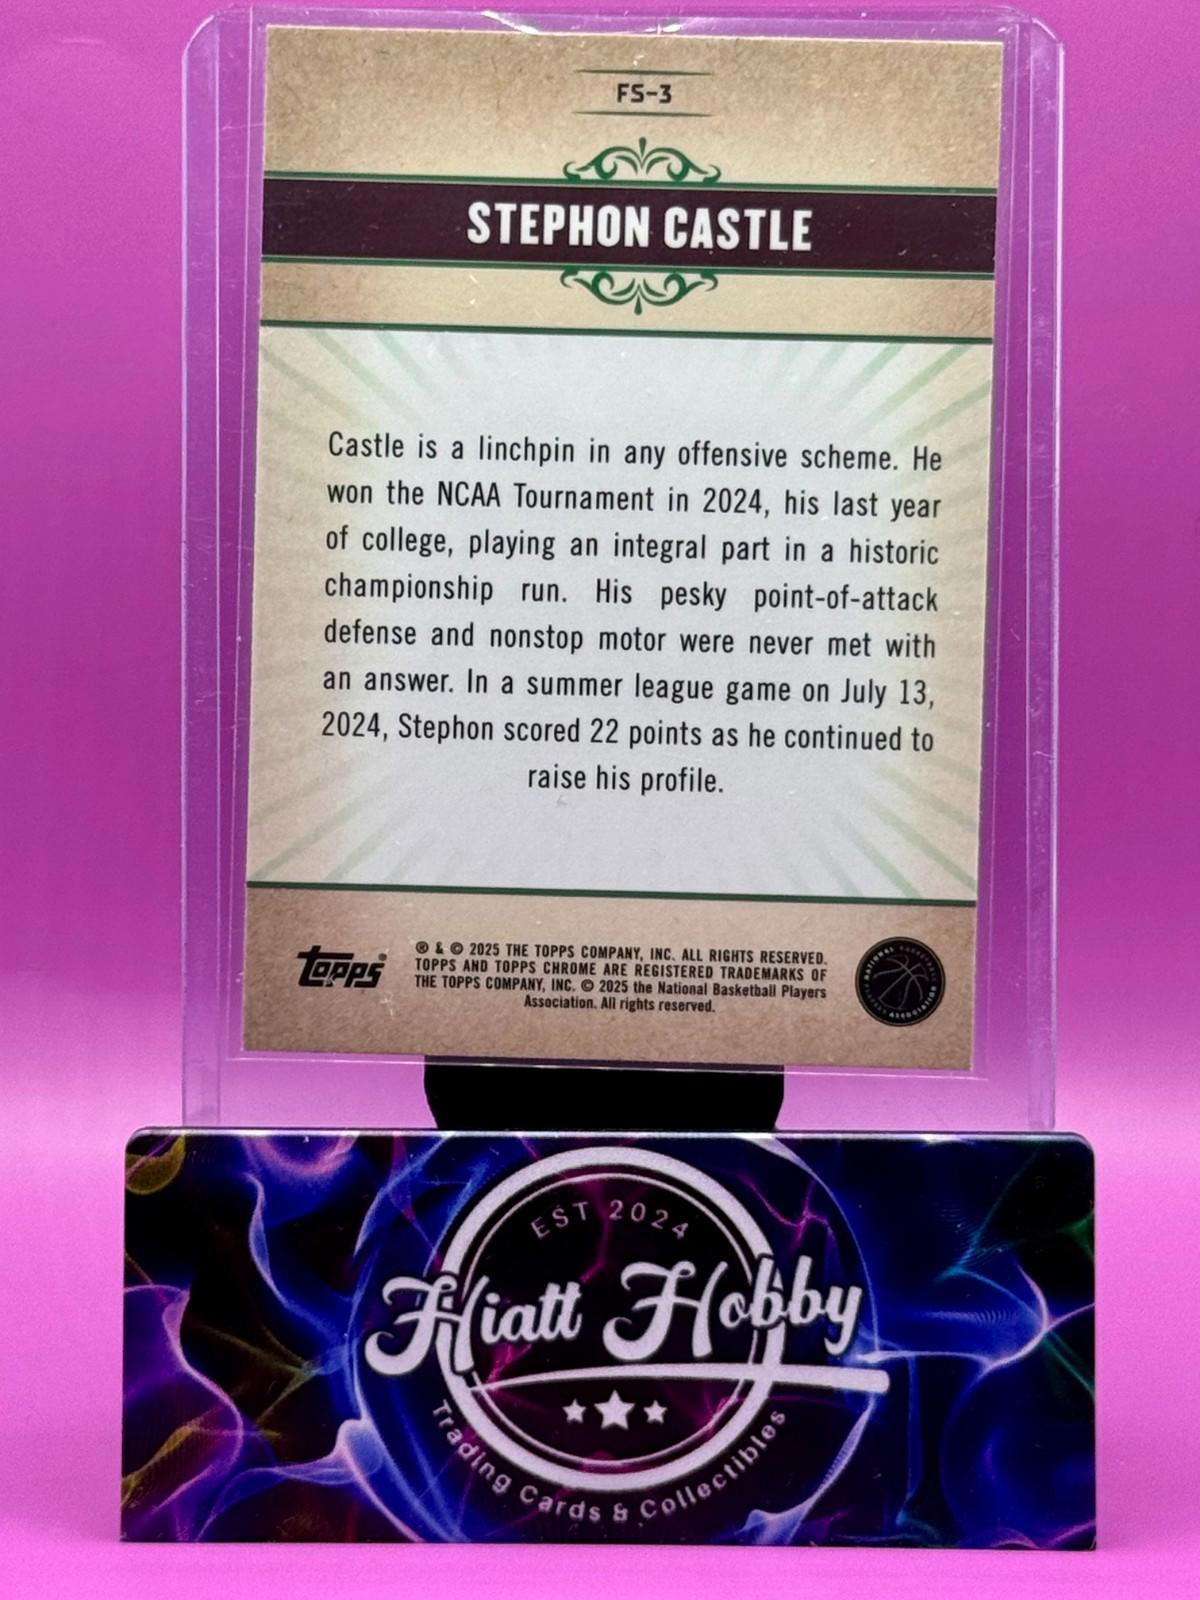 FS-3
STEPHON CASTLE
Castle is a linchpin in any offensive scheme. He
won the NCAA Tournament in 2024, his last year
of college, playing an integral part in a historic
championship run. His pesky point-of-attack
defense and nonstop motor were never met with
an answer. In a summer league game on July 13,
2024, Stephon scored 22 points as he continued to
raise his profile.
topps®
® & © 2025 THE TOPPS COMPANY, INC. ALL RIGHTS RESERVED.
TOPPS AND TOPPS CHROME ARE REGISTERED TRADEMARKS OF
THE TOPPS COMPANY, INC. © 2025 the National Basketball Players
Association. All rights reserved.
NATIONAL BASKETBALL
PLAYERS ASSOCIATION
EST 2024
Hiatt Hobby
Trading Cards & Collectibles